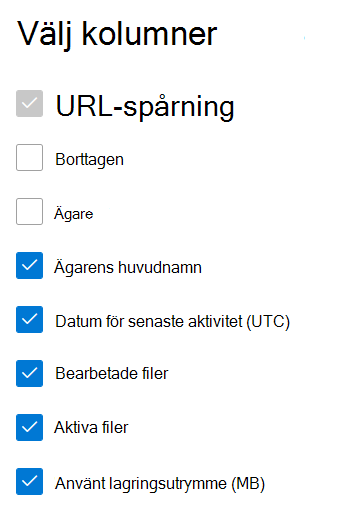 Välj kolumner
URL-spårning
Borttagen
Ägare
Ägarens huvudnamn
Datum för senaste aktivitet (UTC)
Bearbetade filer
Aktiva filer
Använt lagringsutrymme (MB)